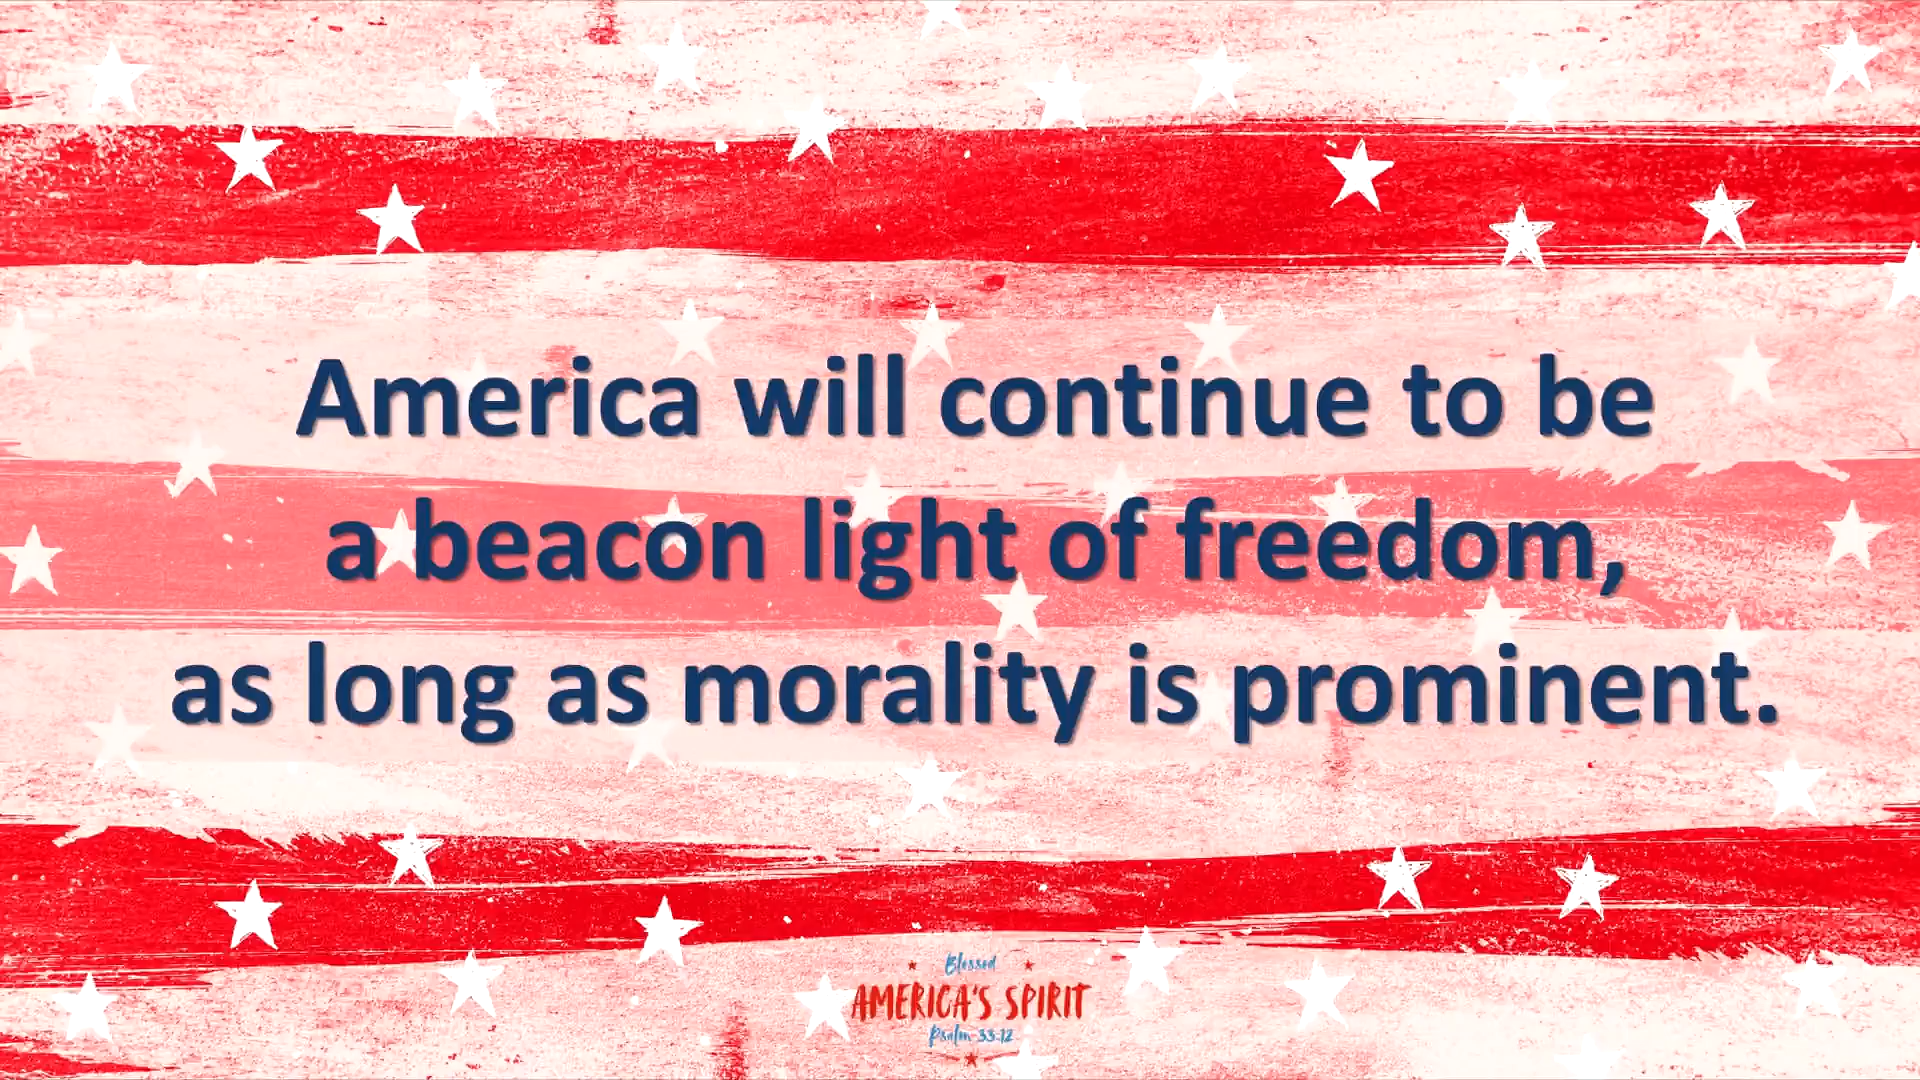 America will continue to be
a beacon light of freedom,
as long as morality is prominent.
Blessed
AMERICA'S SPIRIT
Psalm 33:12